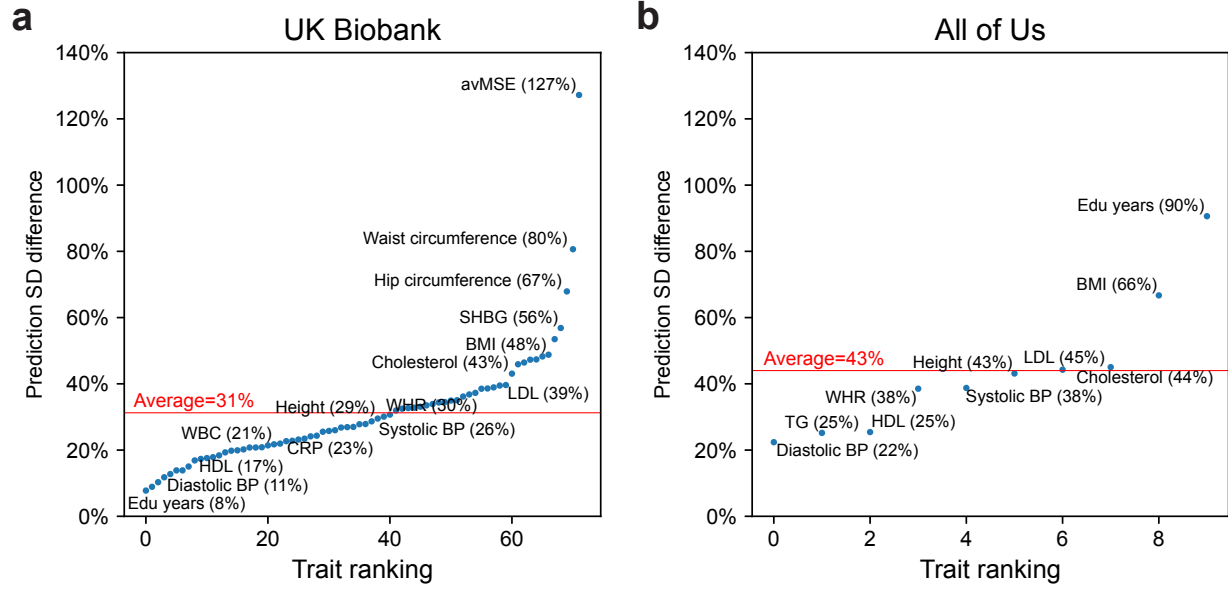 a
UK Biobank
Prediction SD difference
140%
120%
100%
80%
60%
40%
20%
0%
avMSE (127%)
Waist circumference (80%)
Hip circumference (67%)
SHBG (56%)
BMI (48%)
Cholesterol (43%)
LDL (39%)
Average=31%
Height (29%)
WHR (30%)
Systolic BP (26%)
WBC (21%)
CRP (23%)
HDL (17%)
Diastolic BP (11%)
Edu years (8%)
0
20
40
60
Trait ranking
b
All of Us
Prediction SD difference
140%
120%
100%
80%
60%
40%
20%
0%
Edu years (90%)
BMI (66%)
Average=43%
Height (43%)
LDL (45%)
Cholesterol (44%)
WHR (38%)
Systolic BP (38%)
TG (25%)
HDL (25%)
Diastolic BP (22%)
0
2
4
6
8
Trait ranking